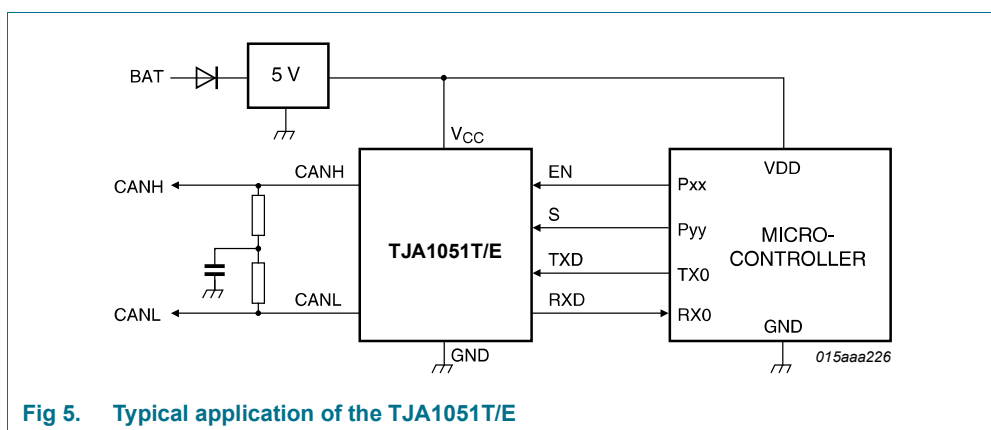 BAT
5 V
VCC
CANH
CANH
EN
Pxx
VDD
S
Pyy
MICRO-
CONTROLLER
TJA1051T/E
TXD
TX0
CANL
CANL
RXD
RX0
GND
GND
015aaa226
Fig 5. Typical application of the TJA1051T/E